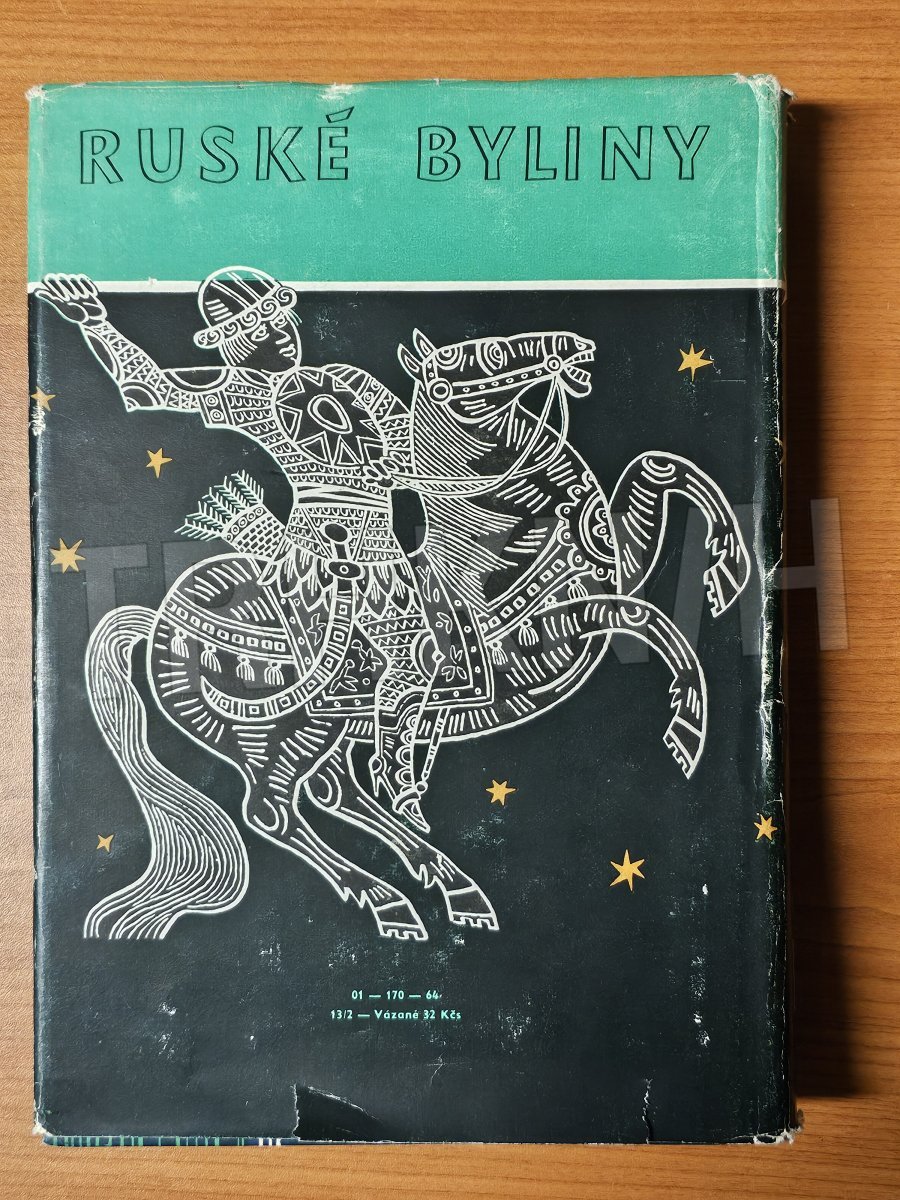 RUSKÉ BYLINY
01 — 170 — 64
13/2 — Vázané 32 Kčs